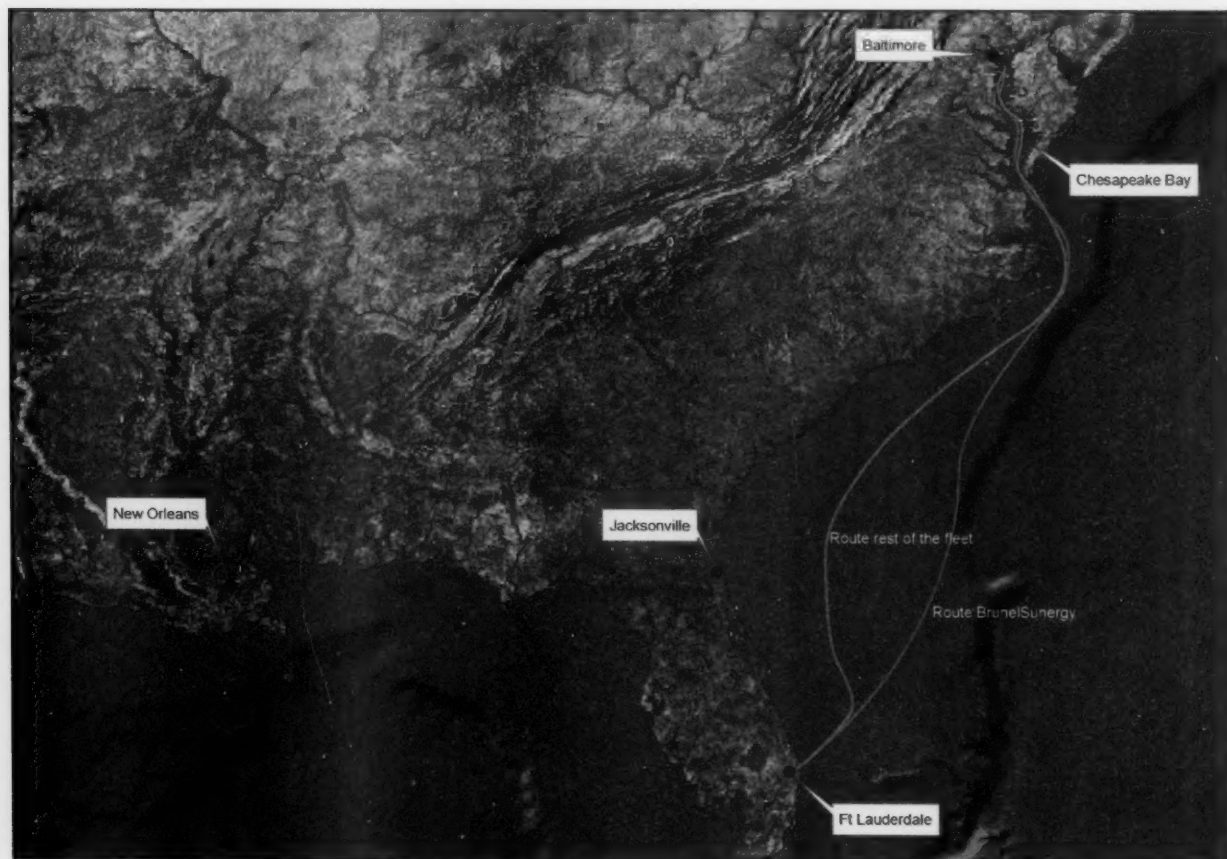 Baltimore
Chesapeake Bay
New Orleans
Jacksonville
Route rest of the fleet
Route BrunelSunergy
Ft Lauderdale